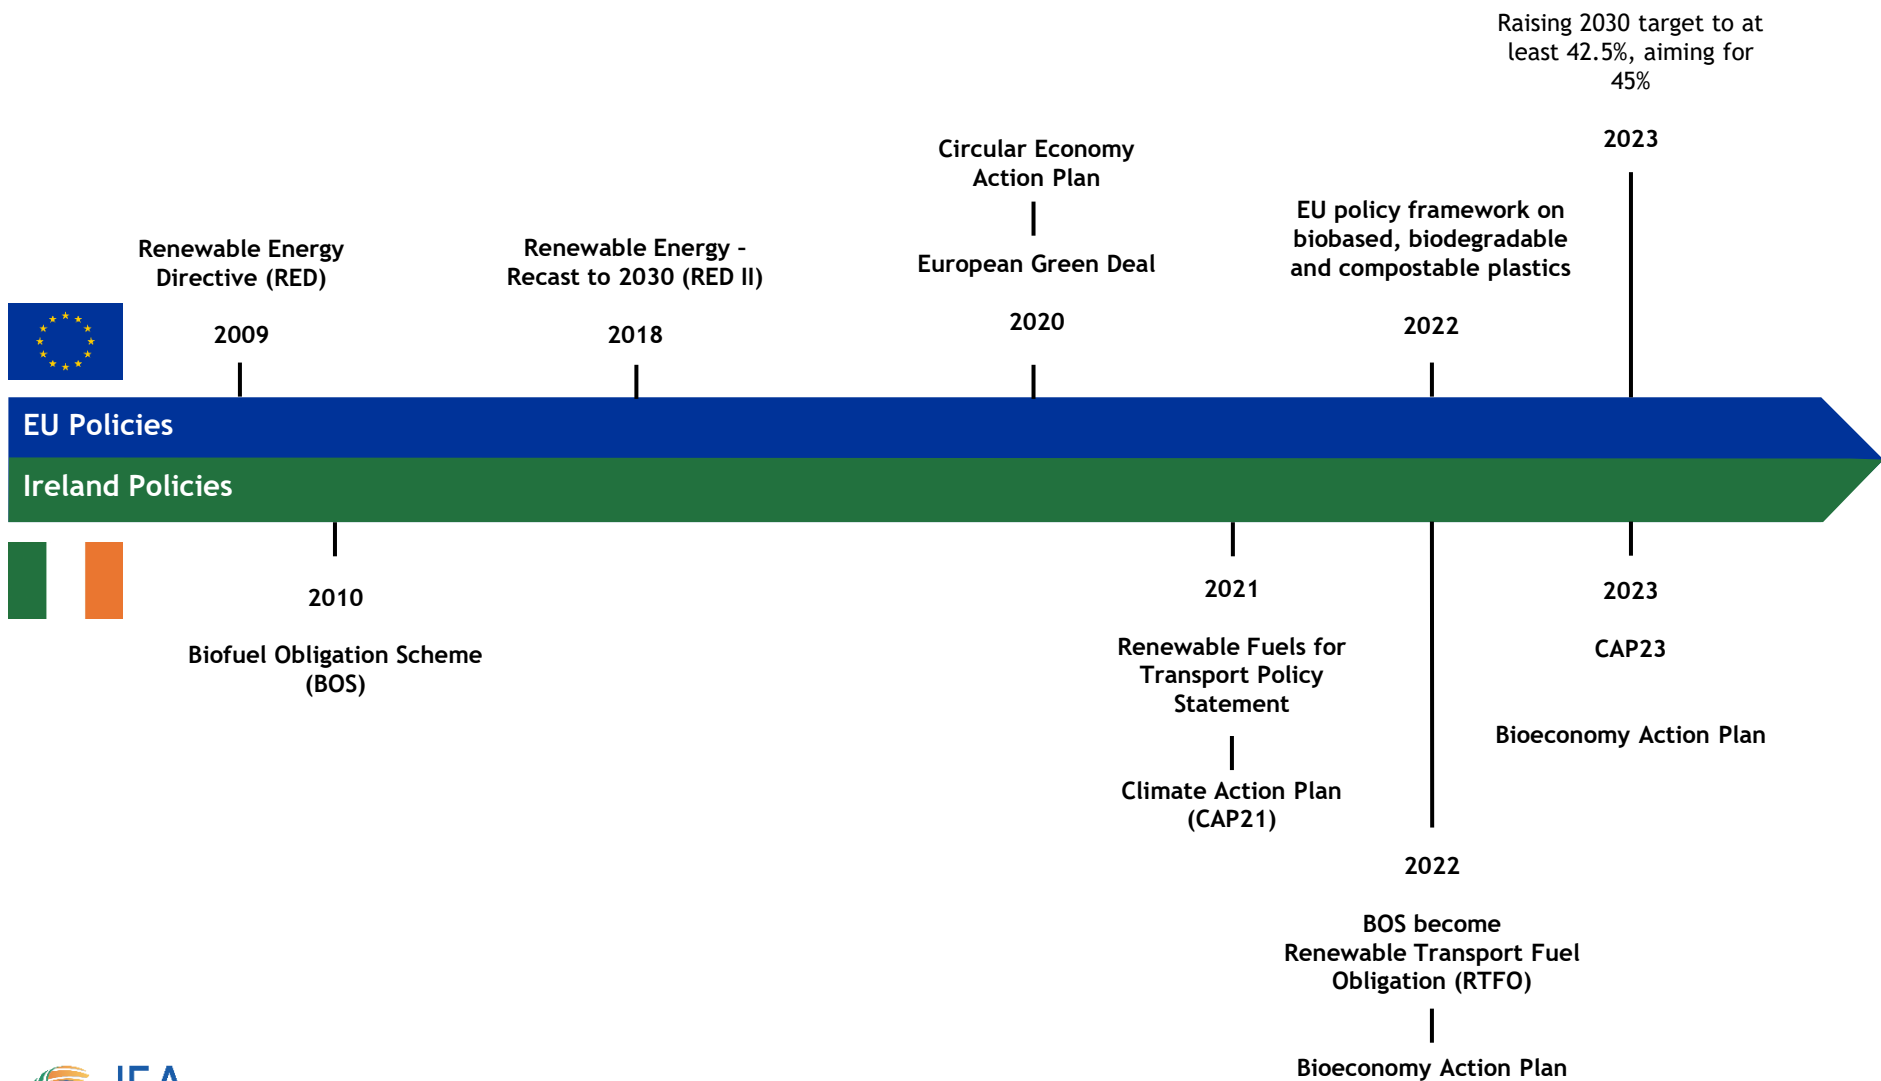 Raising 2030 target to at
least 42.5%, aiming for
45%
2023
Circular Economy
Action Plan
European Green Deal
2020
EU policy framework on
biobased, biodegradable
and compostable plastics
2022
Renewable Energy
Directive (RED)
2009
Renewable Energy –
Recast to 2030 (RED II)
2018
EU Policies
Ireland Policies
2010
Biofuel Obligation Scheme
(BOS)
2021
Renewable Fuels for
Transport Policy
Statement
Climate Action Plan
(CAP21)
2023
CAP23
Bioeconomy Action Plan
2022
BOS become
Renewable Transport Fuel
Obligation (RTFO)
Bioeconomy Action Plan
IEA